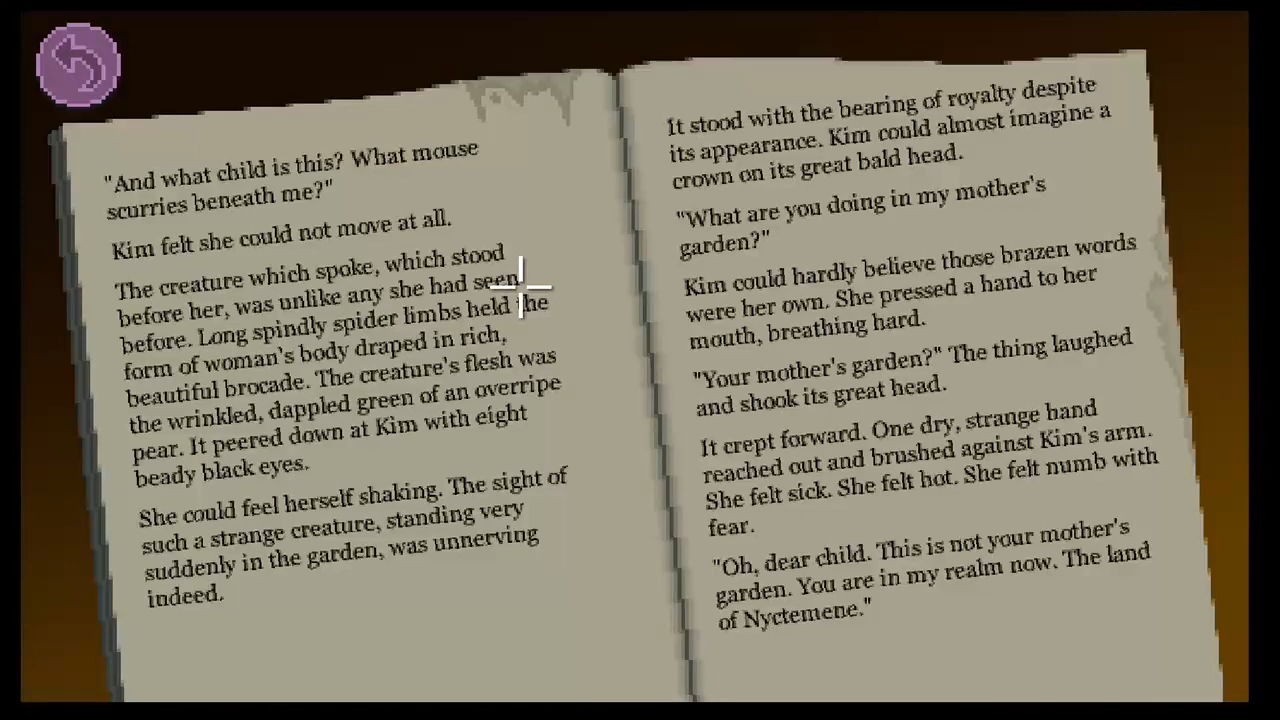 "And what child is this? What mouse
scurries beneath me?"
Kim felt she could not move at all.
The creature which spoke, which stood
before her, was unlike any she had seen
before. Long spindly spider limbs held the
form of woman's body draped in rich,
beautiful brocade. The creature's flesh was
the wrinkled, dappled green of an overripe
pear. It peered down at Kim with eight
beady black eyes.
She could feel herself shaking. The sight of
such a strange creature, standing very
suddenly in the garden, was unnerving
indeed.
It stood with the bearing of royalty despite
its appearance. Kim could almost imagine a
crown on its great bald head.
"What are you doing in my mother's
garden?"
Kim could hardly believe those brazen words
were her own. She pressed a hand to her
mouth, breathing hard.
"Your mother's garden?" The thing laughed
and shook its great head.
It crept forward. One dry, strange hand
reached out and brushed against Kim's arm.
She felt sick. She felt hot. She felt numb with
fear.
"Oh, dear child. This is not your mother's
garden. You are in my realm now. The land
of Nyctemene."